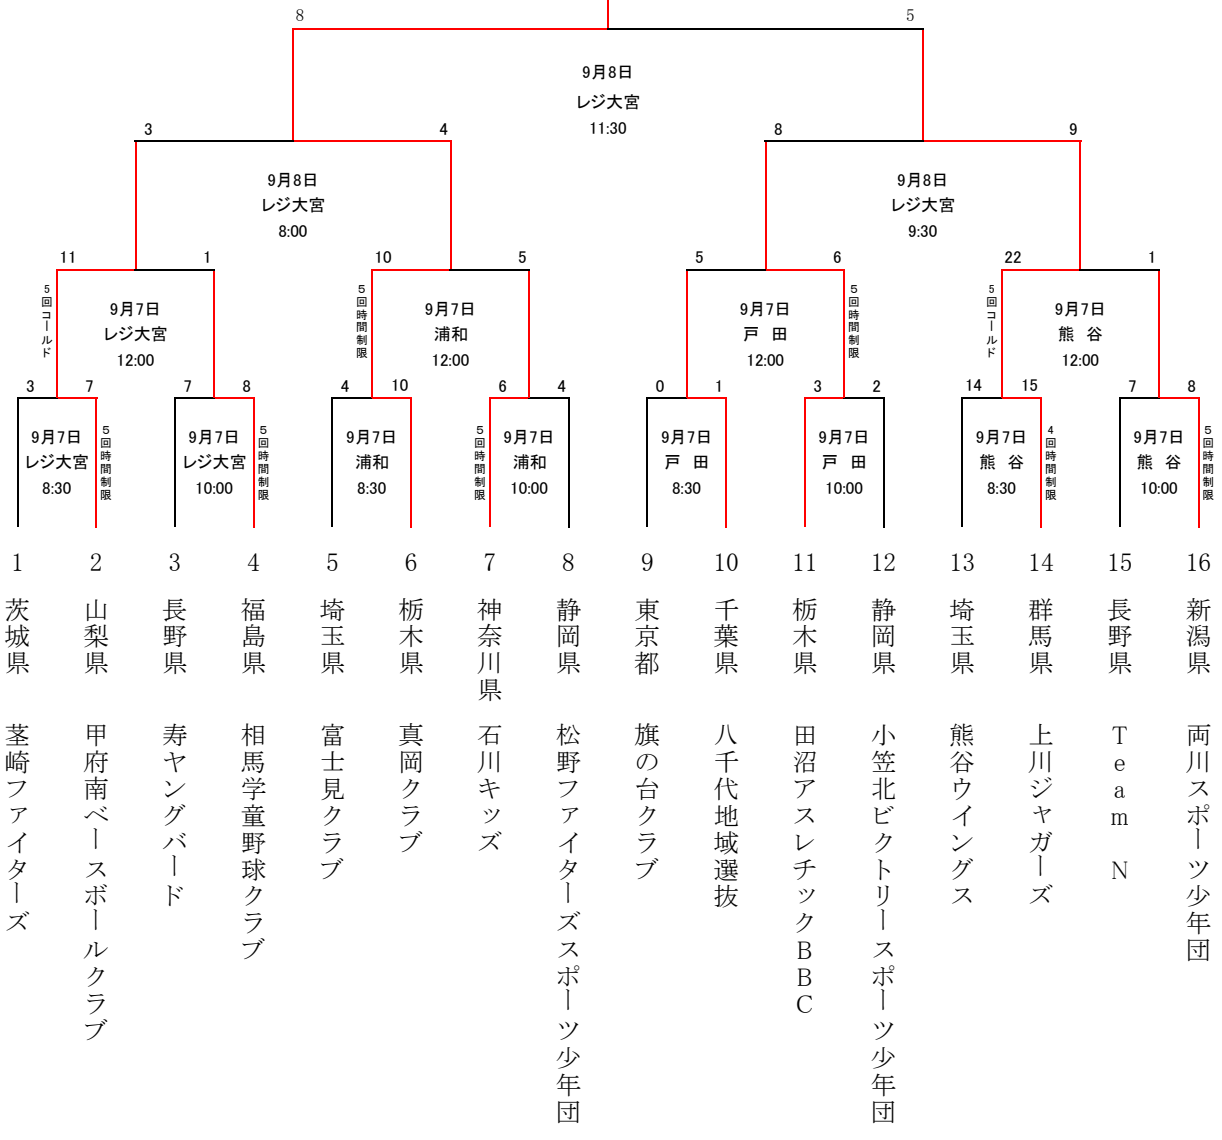 8
5
9月8日
レジ大宮
11:30
3
4
8
9
9月8日
レジ大宮
8:00
9月8日
レジ大宮
9:30
11
1
10
5
5
6
22
1
5回コールド
9月7日
レジ大宮
12:00
5回時間制限
9月7日
浦和
12:00
9月7日
戸 田
12:00
5回時間制限
5回コールド
9月7日
熊 谷
12:00
3
7
7
8
4
10
6
4
0
1
3
2
14
15
7
8
9月7日
レジ大宮
8:30
5回時間制限
9月7日
レジ大宮
10:00
5回時間制限
9月7日
浦和
8:30
5回時間制限
9月7日
浦和
10:00
9月7日
戸 田
8:30
9月7日
戸 田
10:00
9月7日
熊 谷
8:30
4回時間制限
9月7日
熊 谷
10:00
5回時間制限
1
茨城県
茎崎ファイターズ
2
山梨県
甲府南ベースボールクラブ
3
長野県
寿ヤングバード
4
福島県
相馬学童野球クラブ
5
埼玉県
富士見クラブ
6
栃木県
真岡クラブ
7
神奈川県
石川キッズ
8
静岡県
松野ファイターズスポーツ少年団
9
東京都
旗の台クラブ
10
千葉県
八千代地域選抜
11
栃木県
田沼アスレチックBBC
12
静岡県
小笠北ビクトリースポーツ少年団
13
埼玉県
熊谷ウイングス
14
群馬県
上川ジャガーズ
15
長野県
Team N
16
新潟県
両川スポーツ少年団